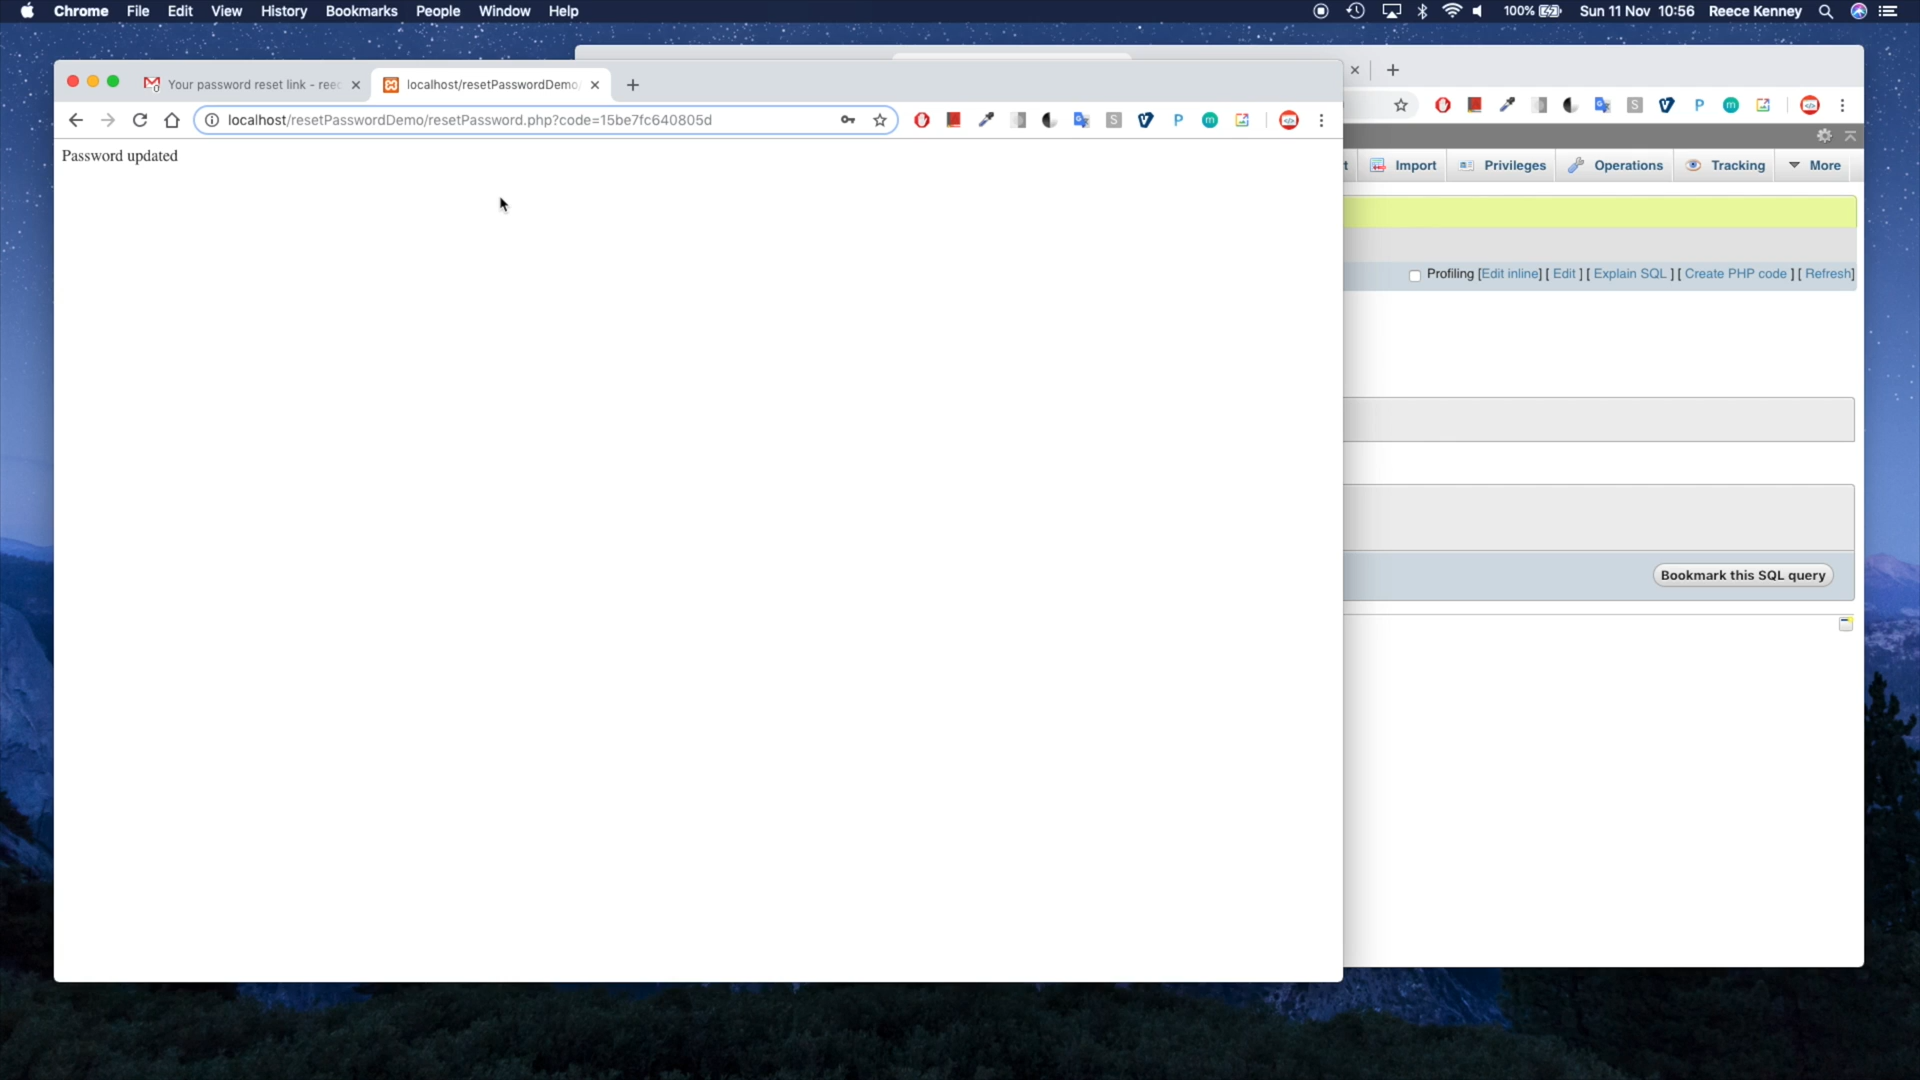 Chrome File Edit View History Bookmarks People Window Help 100% Sun 11 Nov 10:56 Reece Kenney
Your password reset link - reec
localhost/resetPasswordDemo/
localhost/resetPasswordDemo/resetPassword.php?code=15be7fc640805d
Password updated
t Import Privileges Operations Tracking More
Profiling [Edit inline] [ Edit ] [ Explain SQL ] [ Create PHP code ] [ Refresh]
Bookmark this SQL query